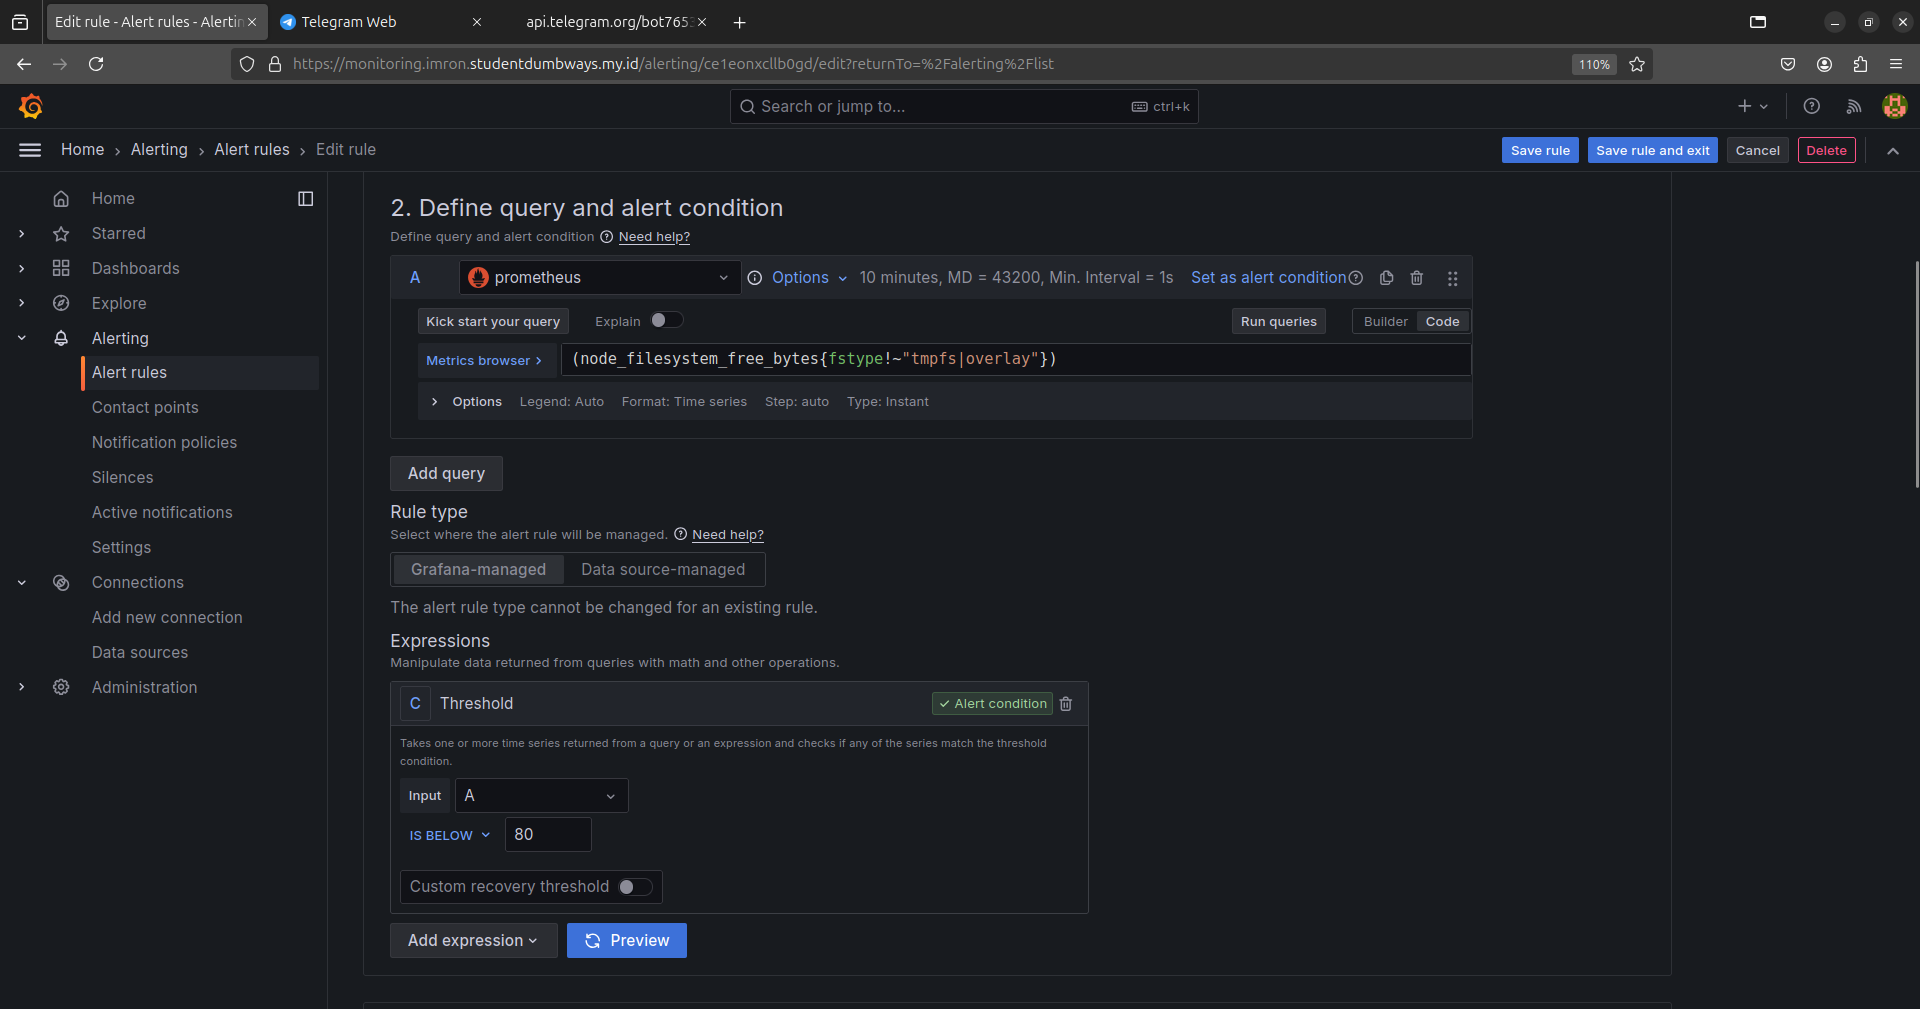 Edit rule - Alert rules - Alertin
Telegram Web
api.telegram.org/bot765
https://monitoring.imron.studentdumbways.my.id/alerting/ce1eonxcllb0gd/edit?returnTo=%2Falerting%2Flist
110%
Search or jump to...
ctrl+k
Home › Alerting › Alert rules › Edit rule
Save rule
Save rule and exit
Cancel
Delete
Home
Starred
Dashboards
Explore
Alerting
Alert rules
Contact points
Notification policies
Silences
Active notifications
Settings
Connections
Add new connection
Data sources
Administration
2. Define query and alert condition
Define query and alert condition Need help?
A prometheus Options 10 minutes, MD = 43200, Min. Interval = 1s Set as alert condition
Kick start your query Explain Run queries Builder Code
Metrics browser > (node_filesystem_free_bytes{fstype!~"tmpfs|overlay"})
Options Legend: Auto Format: Time series Step: auto Type: Instant
Add query
Rule type
Select where the alert rule will be managed. Need help?
Grafana-managed Data source-managed
The alert rule type cannot be changed for an existing rule.
Expressions
Manipulate data returned from queries with math and other operations.
C Threshold Alert condition
Takes one or more time series returned from a query or an expression and checks if any of the series match the threshold
condition.
Input A
IS BELOW 80
Custom recovery threshold
Add expression Preview